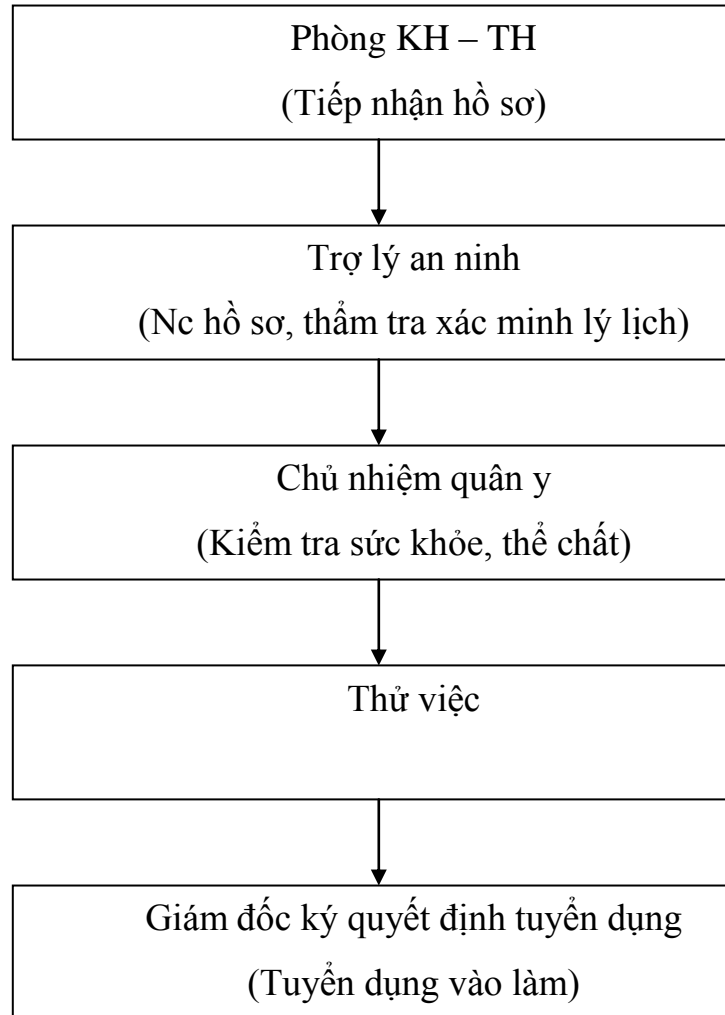 Phòng KH – TH
(Tiếp nhận hồ sơ)
Trợ lý an ninh
(Nc hồ sơ, thẩm tra xác minh lý lịch)
Chủ nhiệm quân y
(Kiểm tra sức khỏe, thể chất)
Thử việc
Giám đốc ký quyết định tuyển dụng
(Tuyển dụng vào làm)